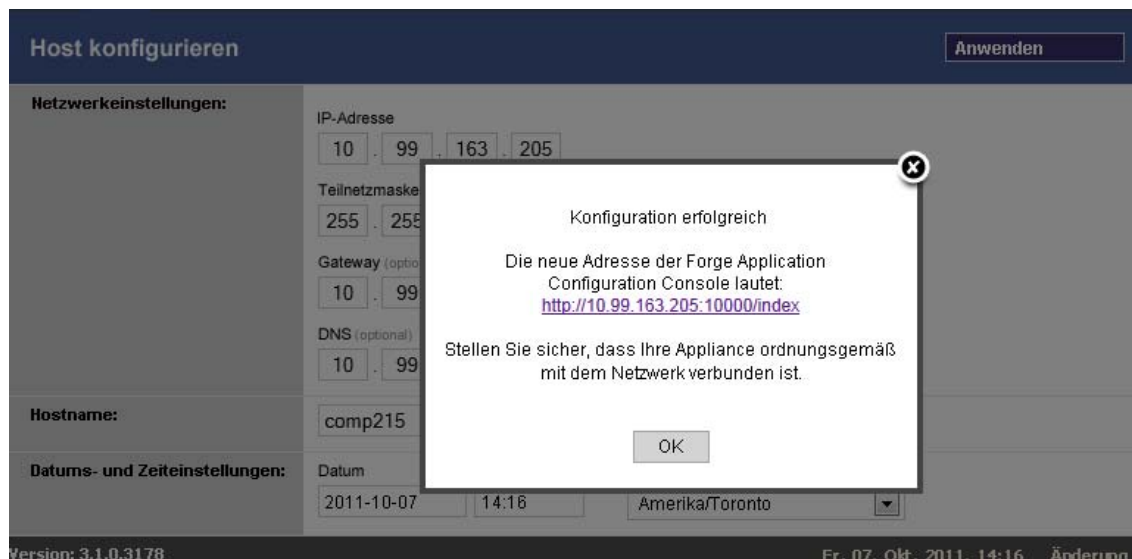 Host konfigurieren
Anwenden
Netzwerkeinstellungen:
IP-Adresse
10 . 99 . 163 . 205
Teilnetzmaske
255 . 255
Gateway (optio
10 . 99
DNS (optional)
10 . 99
Konfiguration erfolgreich
Die neue Adresse der Forge Application
Configuration Console lautet:
http://10.99.163.205:10000/index
Stellen Sie sicher, dass Ihre Appliance ordnungsgemäß
mit dem Netzwerk verbunden ist.
OK
Hostname:
comp215
Datums- und Zeiteinstellungen:
Datum
2011-10-07
14:16
Amerika/Toronto
Version: 3.1.0.3178
Fr. 07. Okt. 2011, 14:16
Änderung